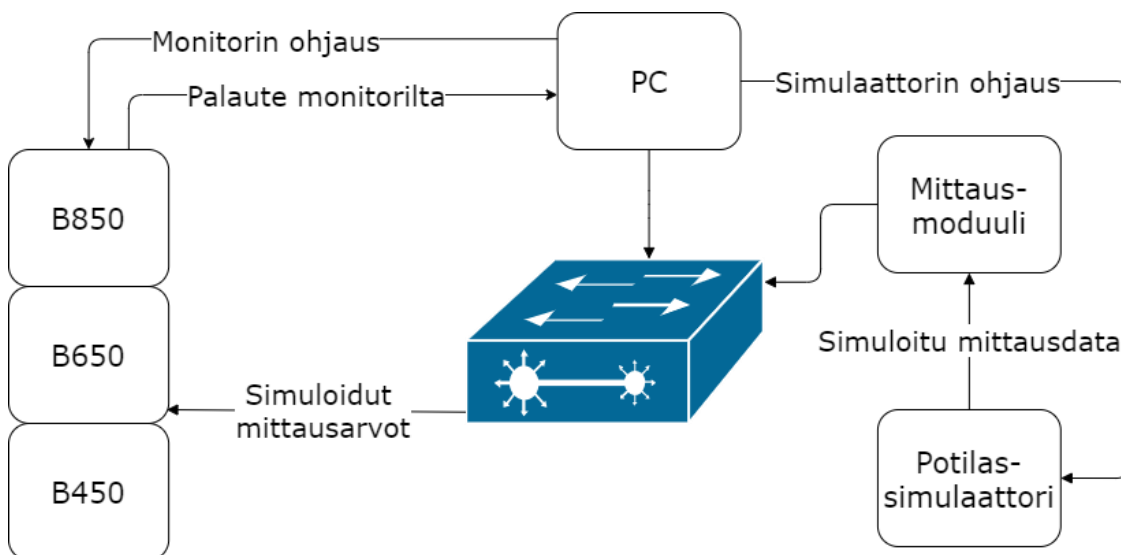 Monitorin ohjaus
PC
Simulaattorin ohjaus
Palaute monitorilta
B850
Mittaus-
moduuli
B650
Simuloitu mittausdata
Simuloidut
mittausarvot
B450
Potilas-
simulaattori